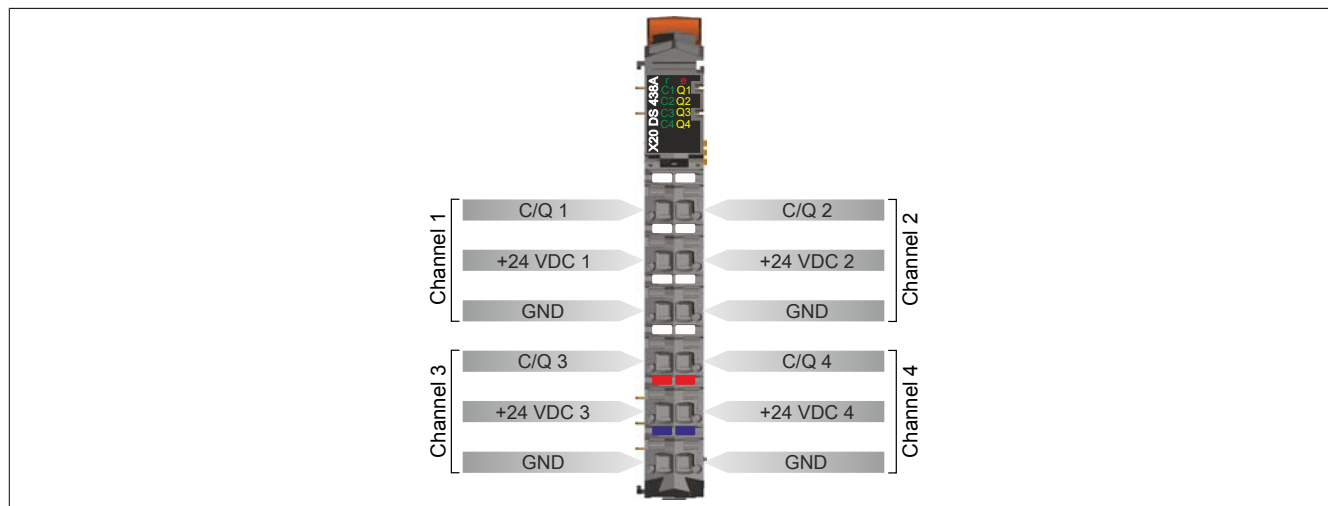 X20 DS 438A
r e
C1 Q1
C2 Q2
C3 Q3
C4 Q4
Channel 1
C/Q 1
+24 VDC 1
GND
Channel 2
C/Q 2
+24 VDC 2
GND
Channel 3
C/Q 3
+24 VDC 3
GND
Channel 4
C/Q 4
+24 VDC 4
GND